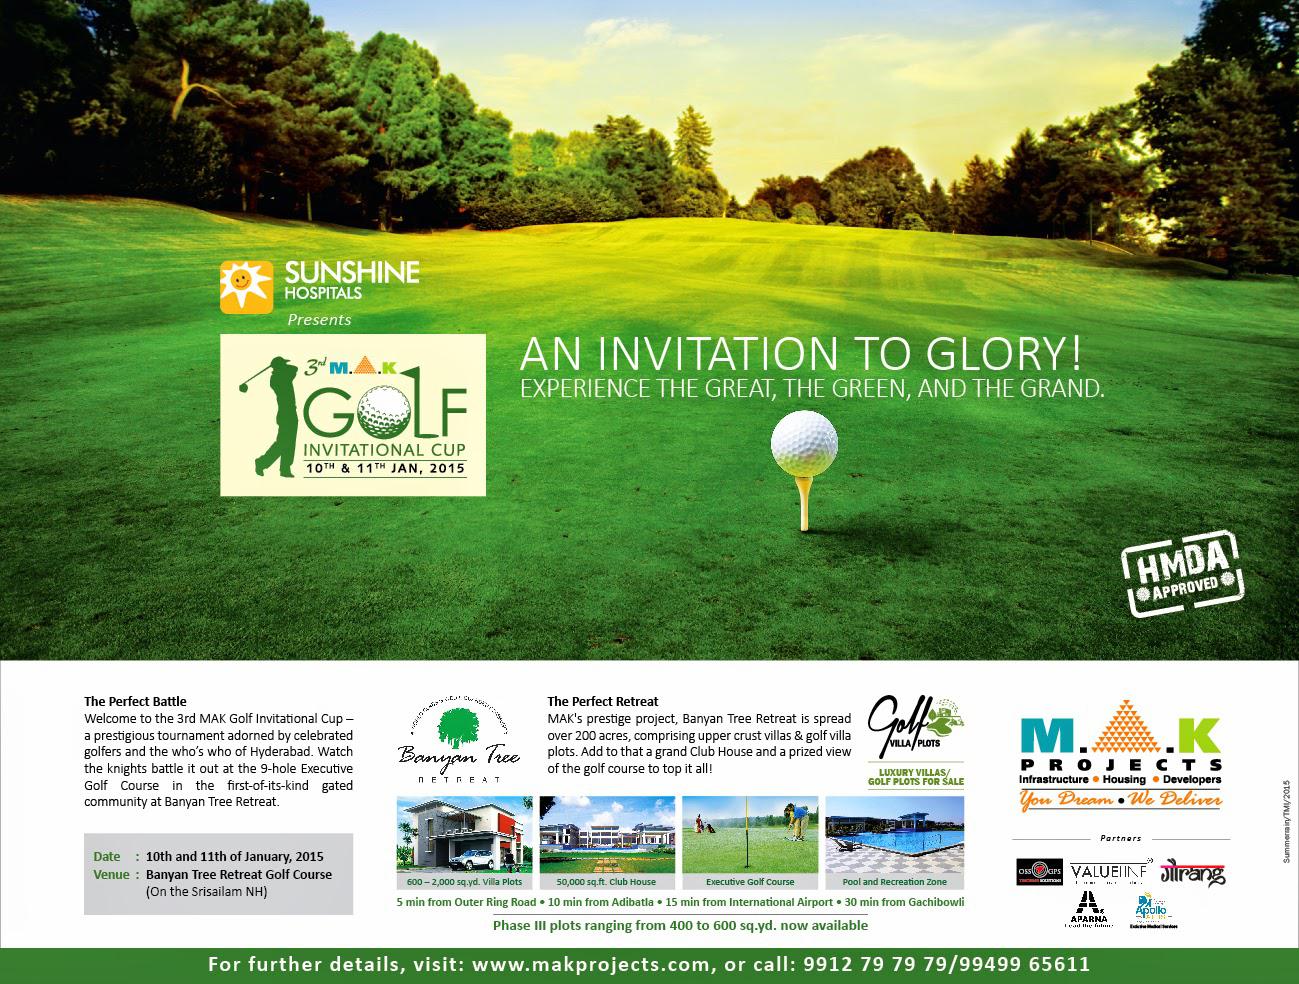 SUNSHINE
HOSPITALS
Presents
3rd M.A.K
GOLF
INVITATIONAL CUP
10TH & 11TH JAN, 2015
AN INVITATION TO GLORY!
EXPERIENCE THE GREAT, THE GREEN, AND THE GRAND.
HMDA
APPROVED
The Perfect Battle
Welcome to the 3rd MAK Golf Invitational Cup –
a prestigious tournament adorned by celebrated
golfers and the who's who of Hyderabad. Watch
the knights battle it out at the 9-hole Executive
Golf Course in the first-of-its-kind gated
community at Banyan Tree Retreat.
Date : 10th and 11th of January, 2015
Venue : Banyan Tree Retreat Golf Course
(On the Srisailam NH)
Banyan Tree
RETREAT
The Perfect Retreat
MAK's prestige project, Banyan Tree Retreat is spread
over 200 acres, comprising upper crust villas & golf villa
plots. Add to that a grand Club House and a prized view
of the golf course to top it all!
Golf
VILLA PLOTS
LUXURY VILLAS/
GOLF PLOTS FOR SALE
600 – 2,000 sq.yd. Villa Plots
50,000 sq.ft. Club House
Executive Golf Course
Pool and Recreation Zone
5 min from Outer Ring Road • 10 min from Adibatla • 15 min from International Airport • 30 min from Gachibowli
Phase III plots ranging from 400 to 600 sq.yd. now available
M.A.K
PROJECTS
Infrastructure • Housing • Developers
You Dream • We Deliver
Partners
OSS GPS
VALUE INF
गौरंग
APARNA
Lead the future
Apollo
Summerrain/TMI/2015
For further details, visit: www.makprojects.com, or call: 9912 79 79 79/99499 65611